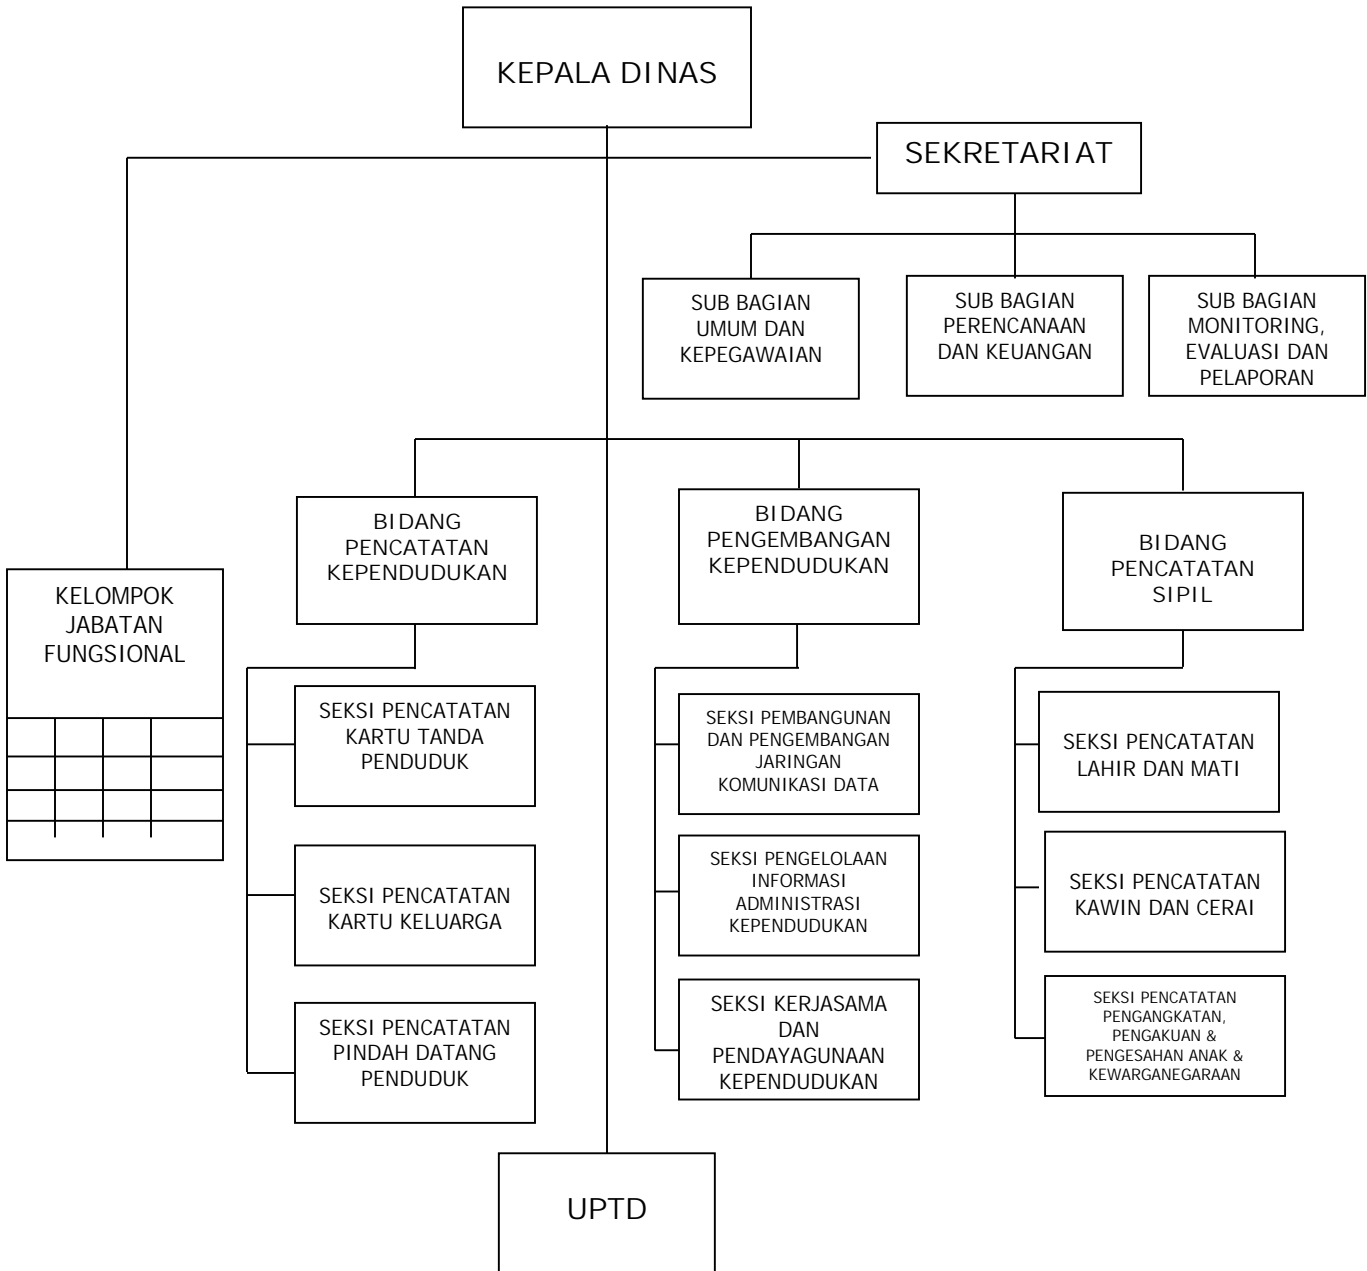 KEPALA DINAS
SEKRETARIAT
SUB BAGIAN
UMUM DAN
KEPEGAWAIAN
SUB BAGIAN
PERENCANAAN
DAN KEUANGAN
SUB BAGIAN
MONITORING,
EVALUASI DAN
PELAPORAN
BIDANG
PENCATATAN
KEPENDUDUKAN
BIDANG
PENGEMBANGAN
KEPENDUDUKAN
BIDANG
PENCATATAN
SIPIL
KELOMPOK
JABATAN
FUNGSIONAL
SEKSI PENCATATAN
KARTU TANDA
PENDUDUK
SEKSI PENCATATAN
KARTU KELUARGA
SEKSI PENCATATAN
PINDAH DATANG
PENDUDUK
SEKSI PEMBANGUNAN
DAN PENGEMBANGAN
JARINGAN
KOMUNIKASI DATA
SEKSI PENGELOLAAN
INFORMASI
ADMINISTRASI
KEPENDUDUKAN
SEKSI KERJASAMA
DAN
PENDAYAGUNAAN
KEPENDUDUKAN
SEKSI PENCATATAN
LAHIR DAN MATI
SEKSI PENCATATAN
KAWIN DAN CERAI
SEKSI PENCATATAN
PENGANGKATAN,
PENGAKUAN &
PENGESAHAN ANAK &
KEWARGANEGARAAN
UPTD